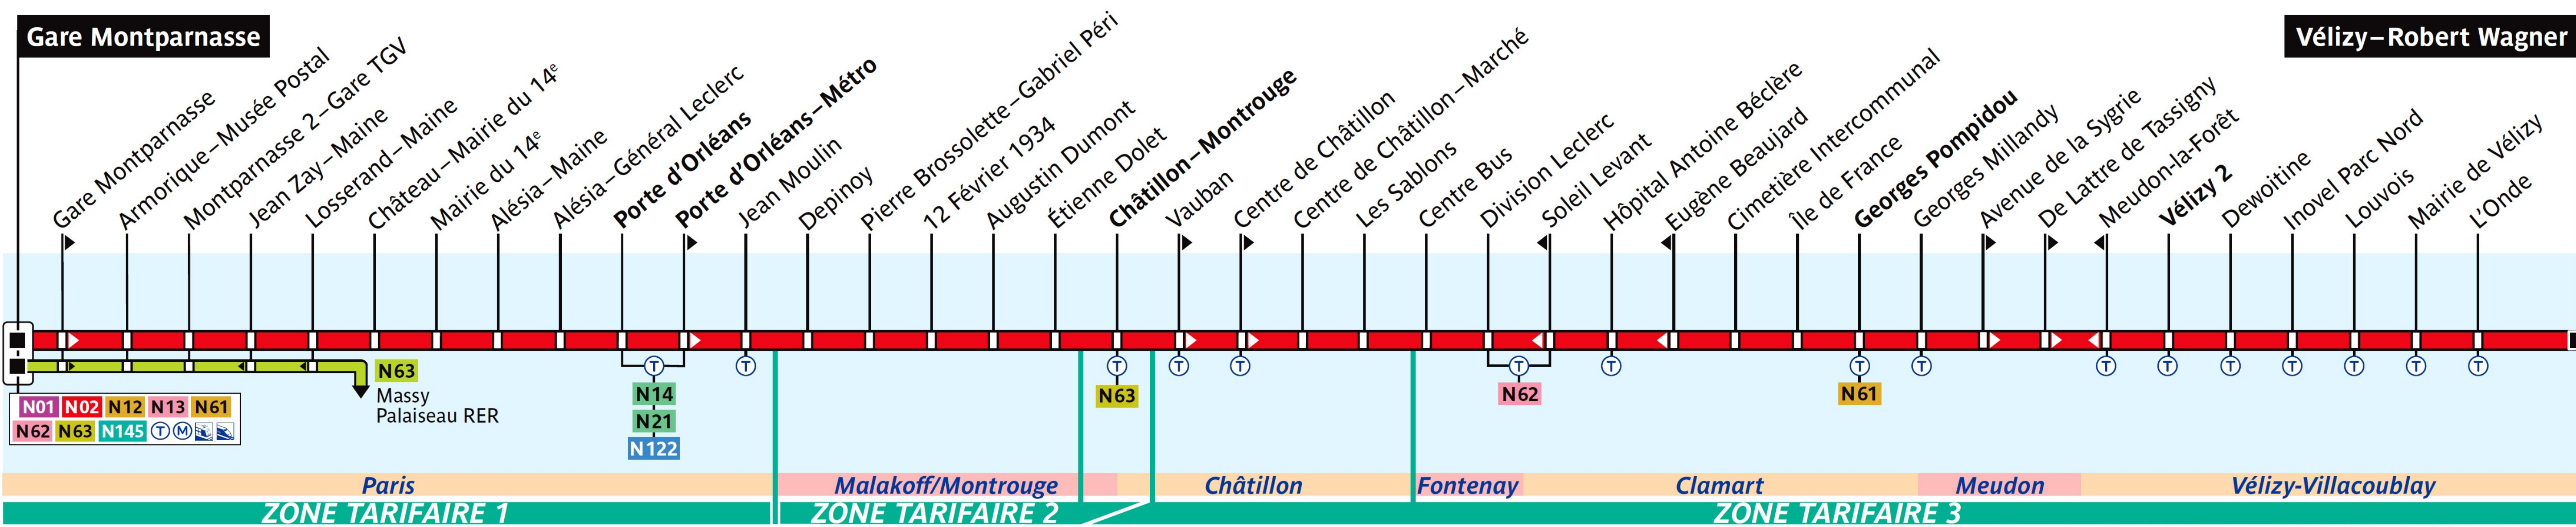 Gare Montparnasse
Vélizy–Robert Wagner
Gare Montparnasse
Armorique–Musée Postal
Montparnasse 2–Gare TGV
Jean Zay–Maine
Losserand–Maine
Château–Mairie du 14e
Mairie du 14e
Alésia–Maine
Alésia–Général Leclerc
Porte d'Orléans
Porte d'Orléans–Métro
Jean Moulin
Depinoy
Pierre Brossolette–Gabriel Péri
12 Février 1934
Augustin Dumont
Étienne Dolet
Châtillon–Montrouge
Vauban
Centre de Châtillon
Centre de Châtillon–Marché
Les Sablons
Centre Bus
Division Leclerc
Soleil Levant
Hôpital Antoine Béclère
Eugène Beaujard
Cimetière Intercommunal
Île de France
Georges Pompidou
Georges Millandy
Avenue de la Sygrie
De Lattre de Tassigny
Meudon-la-Forêt
Vélizy 2
Dewoitine
Inovel Parc Nord
Louvois
Mairie de Vélizy
L'Onde
T T T T T T T T T T T T T T T
N63
Massy
Palaiseau RER
N01 N02 N12 N13 N61
N62 N63 N145 T M
N14
N21
N122
N63
N62
N61
Paris Malakoff/Montrouge Châtillon Fontenay Clamart Meudon Vélizy-Villacoublay
ZONE TARIFAIRE 1 ZONE TARIFAIRE 2 ZONE TARIFAIRE 3